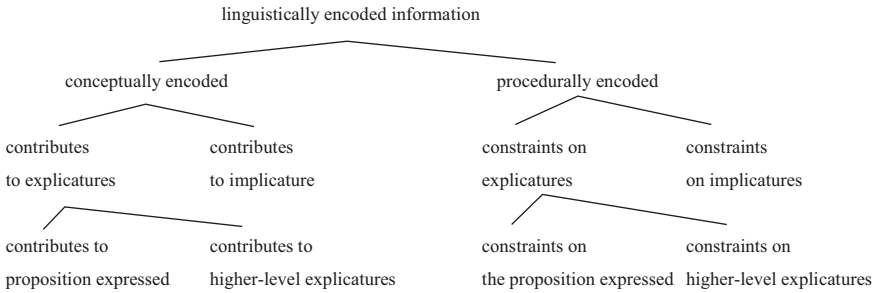 linguistically encoded information
conceptually encoded
procedurally encoded
contributes
to explicatures
contributes
to implicature
constraints on
explicatures
constraints
on implicatures
contributes to
proposition expressed
contributes to
higher-level explicatures
constraints on
the proposition expressed
constraints on
higher-level explicatures